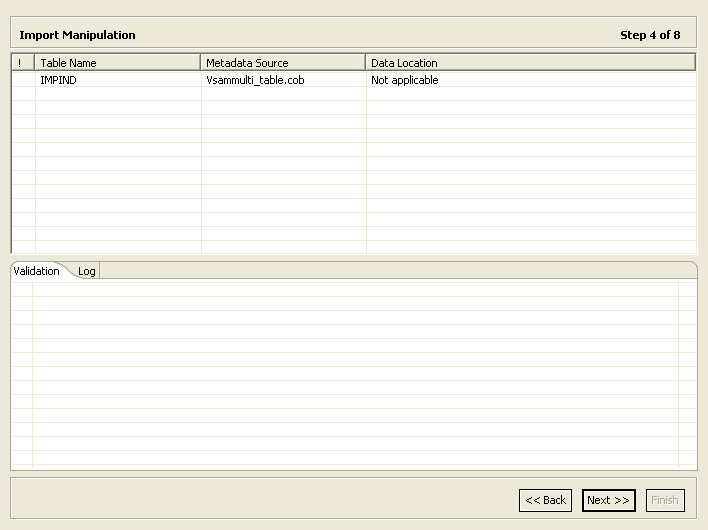 Import Manipulation Step 4 of 8
! Table Name Metadata Source Data Location
IMPIND Vsammulti_table.cob Not applicable
Validation Log
<< Back Next >> Finish